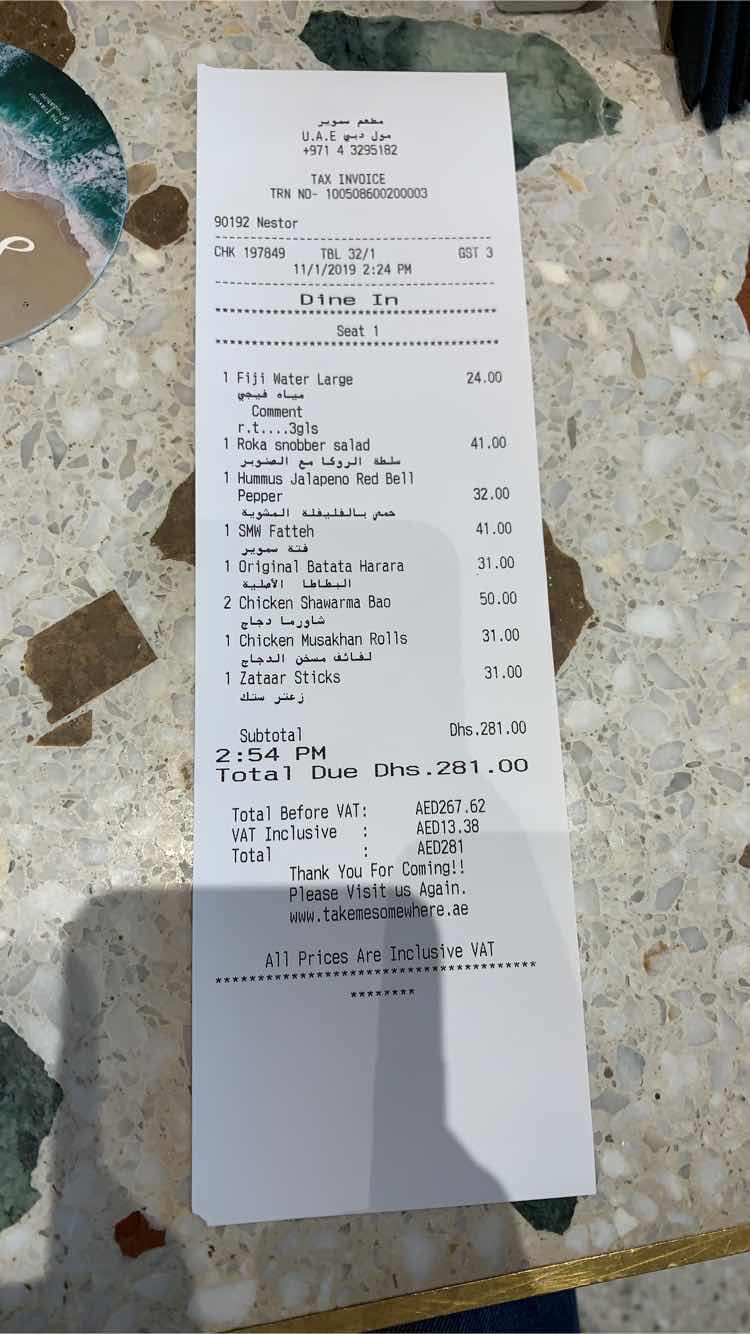 مطعم سموير
U.A.E مول دبي
+971 4 3295182
TAX INVOICE
TRN NO- 100508600200003
90192 Nestor
CHK 197849 TBL 32/1 GST 3
11/1/2019 2:24 PM
Dine In
****************************************
Seat 1
****************************************
1 Fiji Water Large 24.00
مياه فيجي
Comment
r.t....3gls
1 Roka snobber salad 41.00
سلطة الروكا مع الصنوبر
1 Hummus Jalapeno Red Bell
Pepper 32.00
حمص بالفليفلة المشوية
1 SMW Fatteh 41.00
فتة سموير
1 Original Batata Harara 31.00
البطاطا الأصلية
2 Chicken Shawarma Bao 50.00
شاورما دجاج
1 Chicken Musakhan Rolls 31.00
لفائف مسخن الدجاج
1 Zataar Sticks 31.00
زعتر ستك
Subtotal Dhs.281.00
2:54 PM
Total Due Dhs.281.00
Total Before VAT: AED267.62
VAT Inclusive : AED13.38
Total : AED281
Thank You For Coming!!
Please Visit us Again.
www.takemesomewhere.ae
All Prices Are Inclusive VAT
****************************************
********